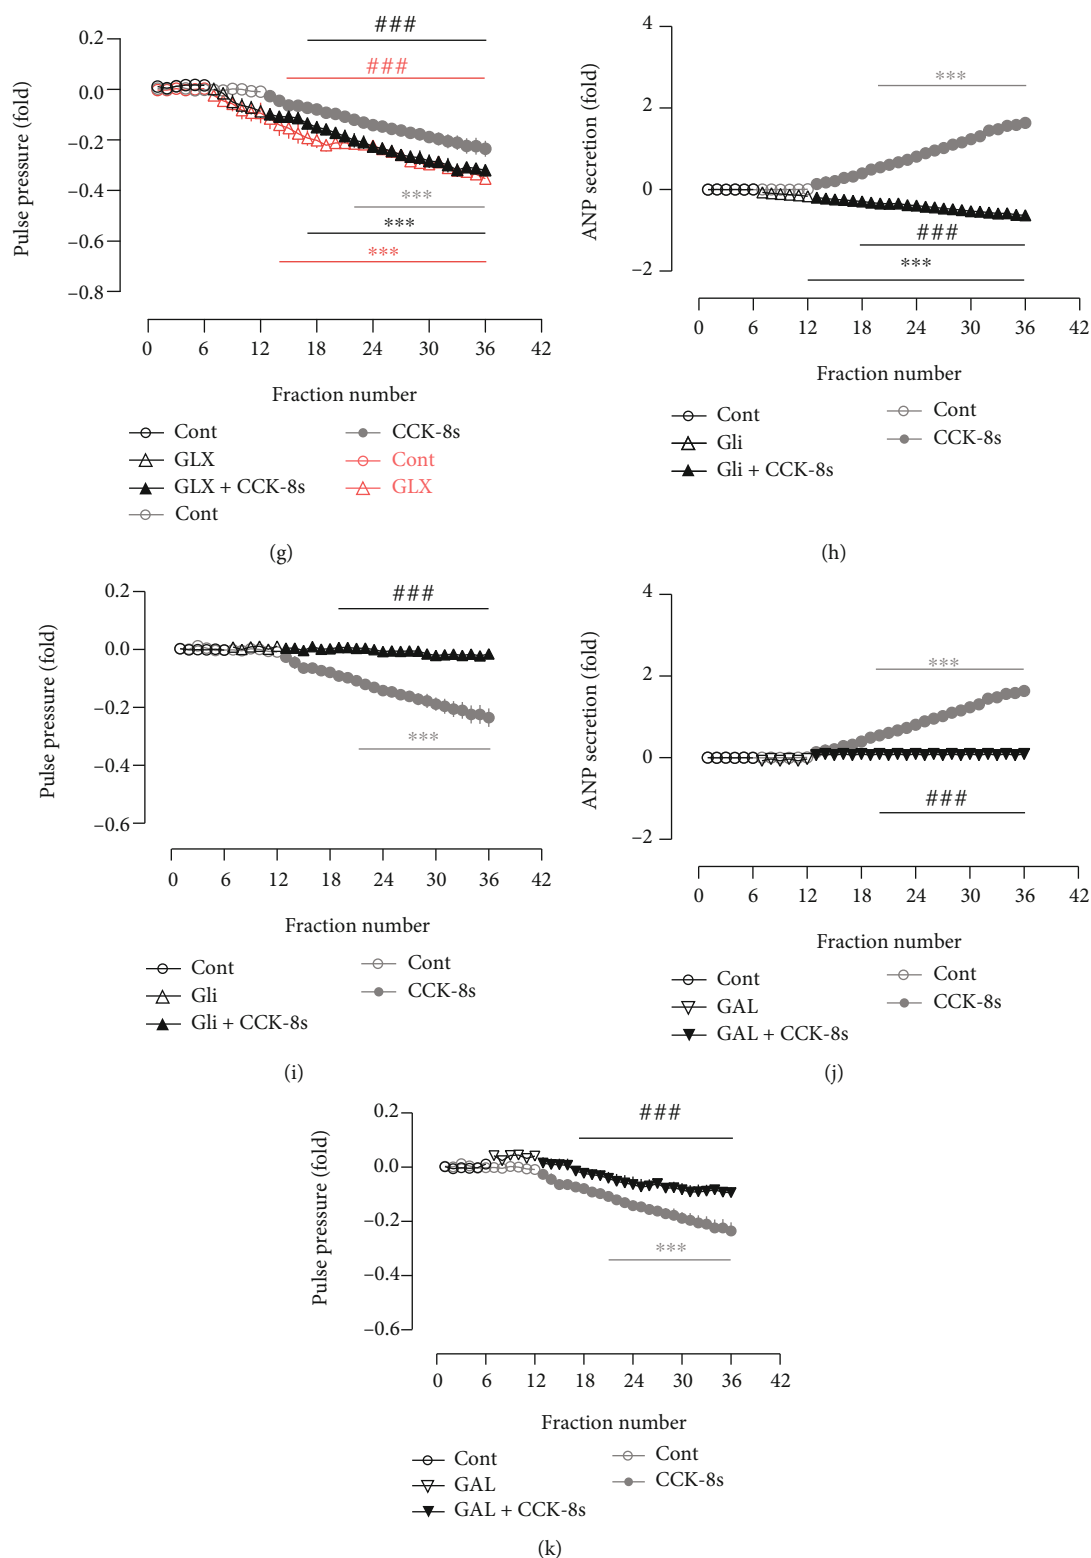 0.2
0.0
−0.2
−0.4
−0.6
−0.8
Pulse pressure (fold)
###
###
***
***
***
0 6 12 18 24 30 36 42
Fraction number
Cont
GLX
GLX + CCK-8s
Cont
CCK-8s
Cont
GLX
(g)
4
2
0
−2
ANP secretion (fold)
***
###
***
0 6 12 18 24 30 36 42
Fraction number
Cont
Gli
Gli + CCK-8s
Cont
CCK-8s
(h)
0.2
0.0
−0.2
−0.4
−0.6
Pulse pressure (fold)
###
***
0 6 12 18 24 30 36 42
Fraction number
Cont
Gli
Gli + CCK-8s
Cont
CCK-8s
(i)
4
2
0
−2
ANP secretion (fold)
***
###
0 6 12 18 24 30 36 42
Fraction number
Cont
GAL
GAL + CCK-8s
Cont
CCK-8s
(j)
0.2
0.0
−0.2
−0.4
−0.6
Pulse pressure (fold)
###
***
0 6 12 18 24 30 36 42
Fraction number
Cont
GAL
GAL + CCK-8s
Cont
CCK-8s
(k)